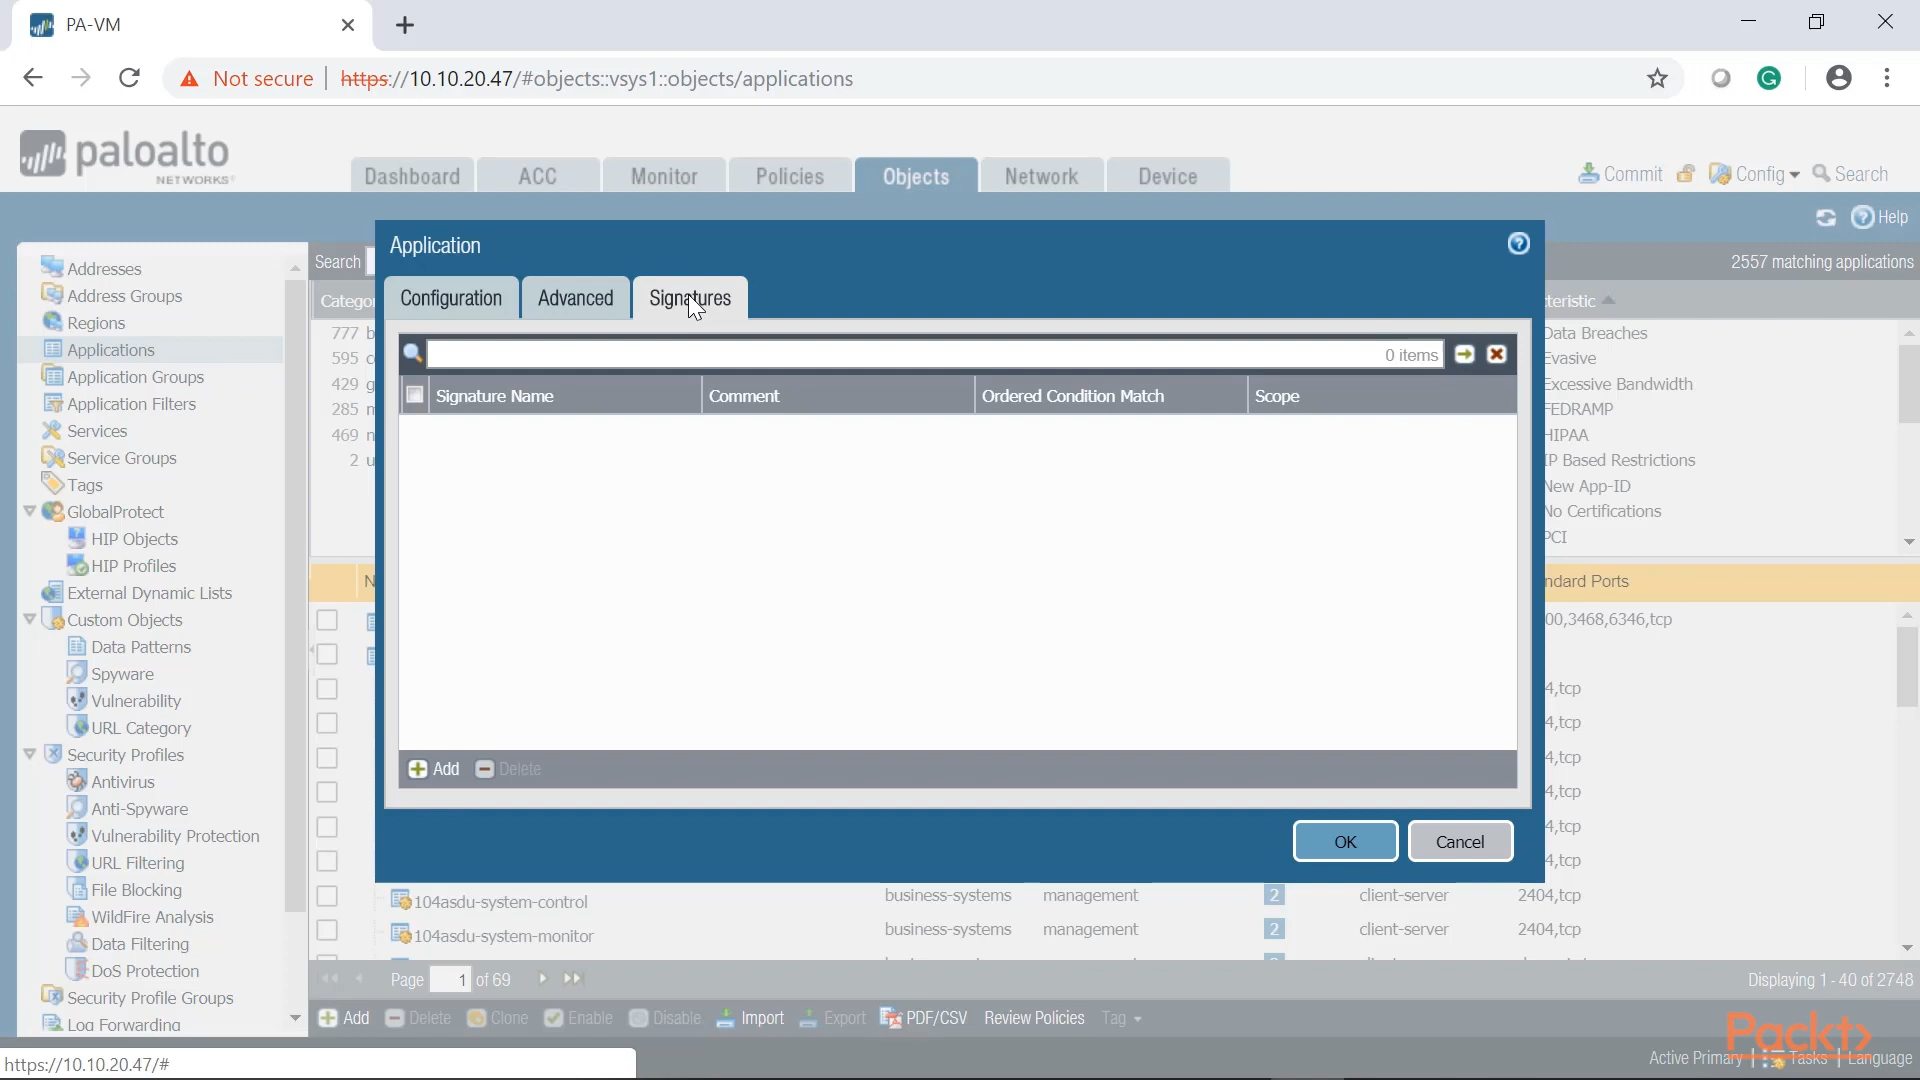 PA-VM
Not secure https://10.10.20.47/#objects::vsys1::objects/applications
paloalto
NETWORKS®
Dashboard ACC Monitor Policies Objects Network Device
Commit Config Search
Help
Application
Search
2557 matching applications
Addresses
Address Groups
Regions
Applications
Application Groups
Application Filters
Services
Service Groups
Tags
GlobalProtect
HIP Objects
HIP Profiles
External Dynamic Lists
Custom Objects
Data Patterns
Spyware
Vulnerability
URL Category
Security Profiles
Antivirus
Anti-Spyware
Vulnerability Protection
URL Filtering
File Blocking
WildFire Analysis
Data Filtering
DoS Protection
Security Profile Groups
Log Forwarding
Configuration Advanced Signatures
777
595
429
285
469
2
0 items
Signature Name Comment Ordered Condition Match Scope
Add Delete
OK Cancel
Data Breaches
Evasive
Excessive Bandwidth
FEDRAMP
HIPAA
IP Based Restrictions
New App-ID
No Certifications
PCI
ndard Ports
00,3468,6346,tcp
4,tcp
4,tcp
4,tcp
4,tcp
4,tcp
4,tcp
104asdu-system-control business-systems management 2 client-server 2404,tcp
104asdu-system-monitor business-systems management 2 client-server 2404,tcp
Page 1 of 69
Displaying 1 - 40 of 2748
Add Delete Clone Enable Disable Import Export PDF/CSV Review Policies Tag
Packt>
https://10.10.20.47/#
Active Primary Tasks Language